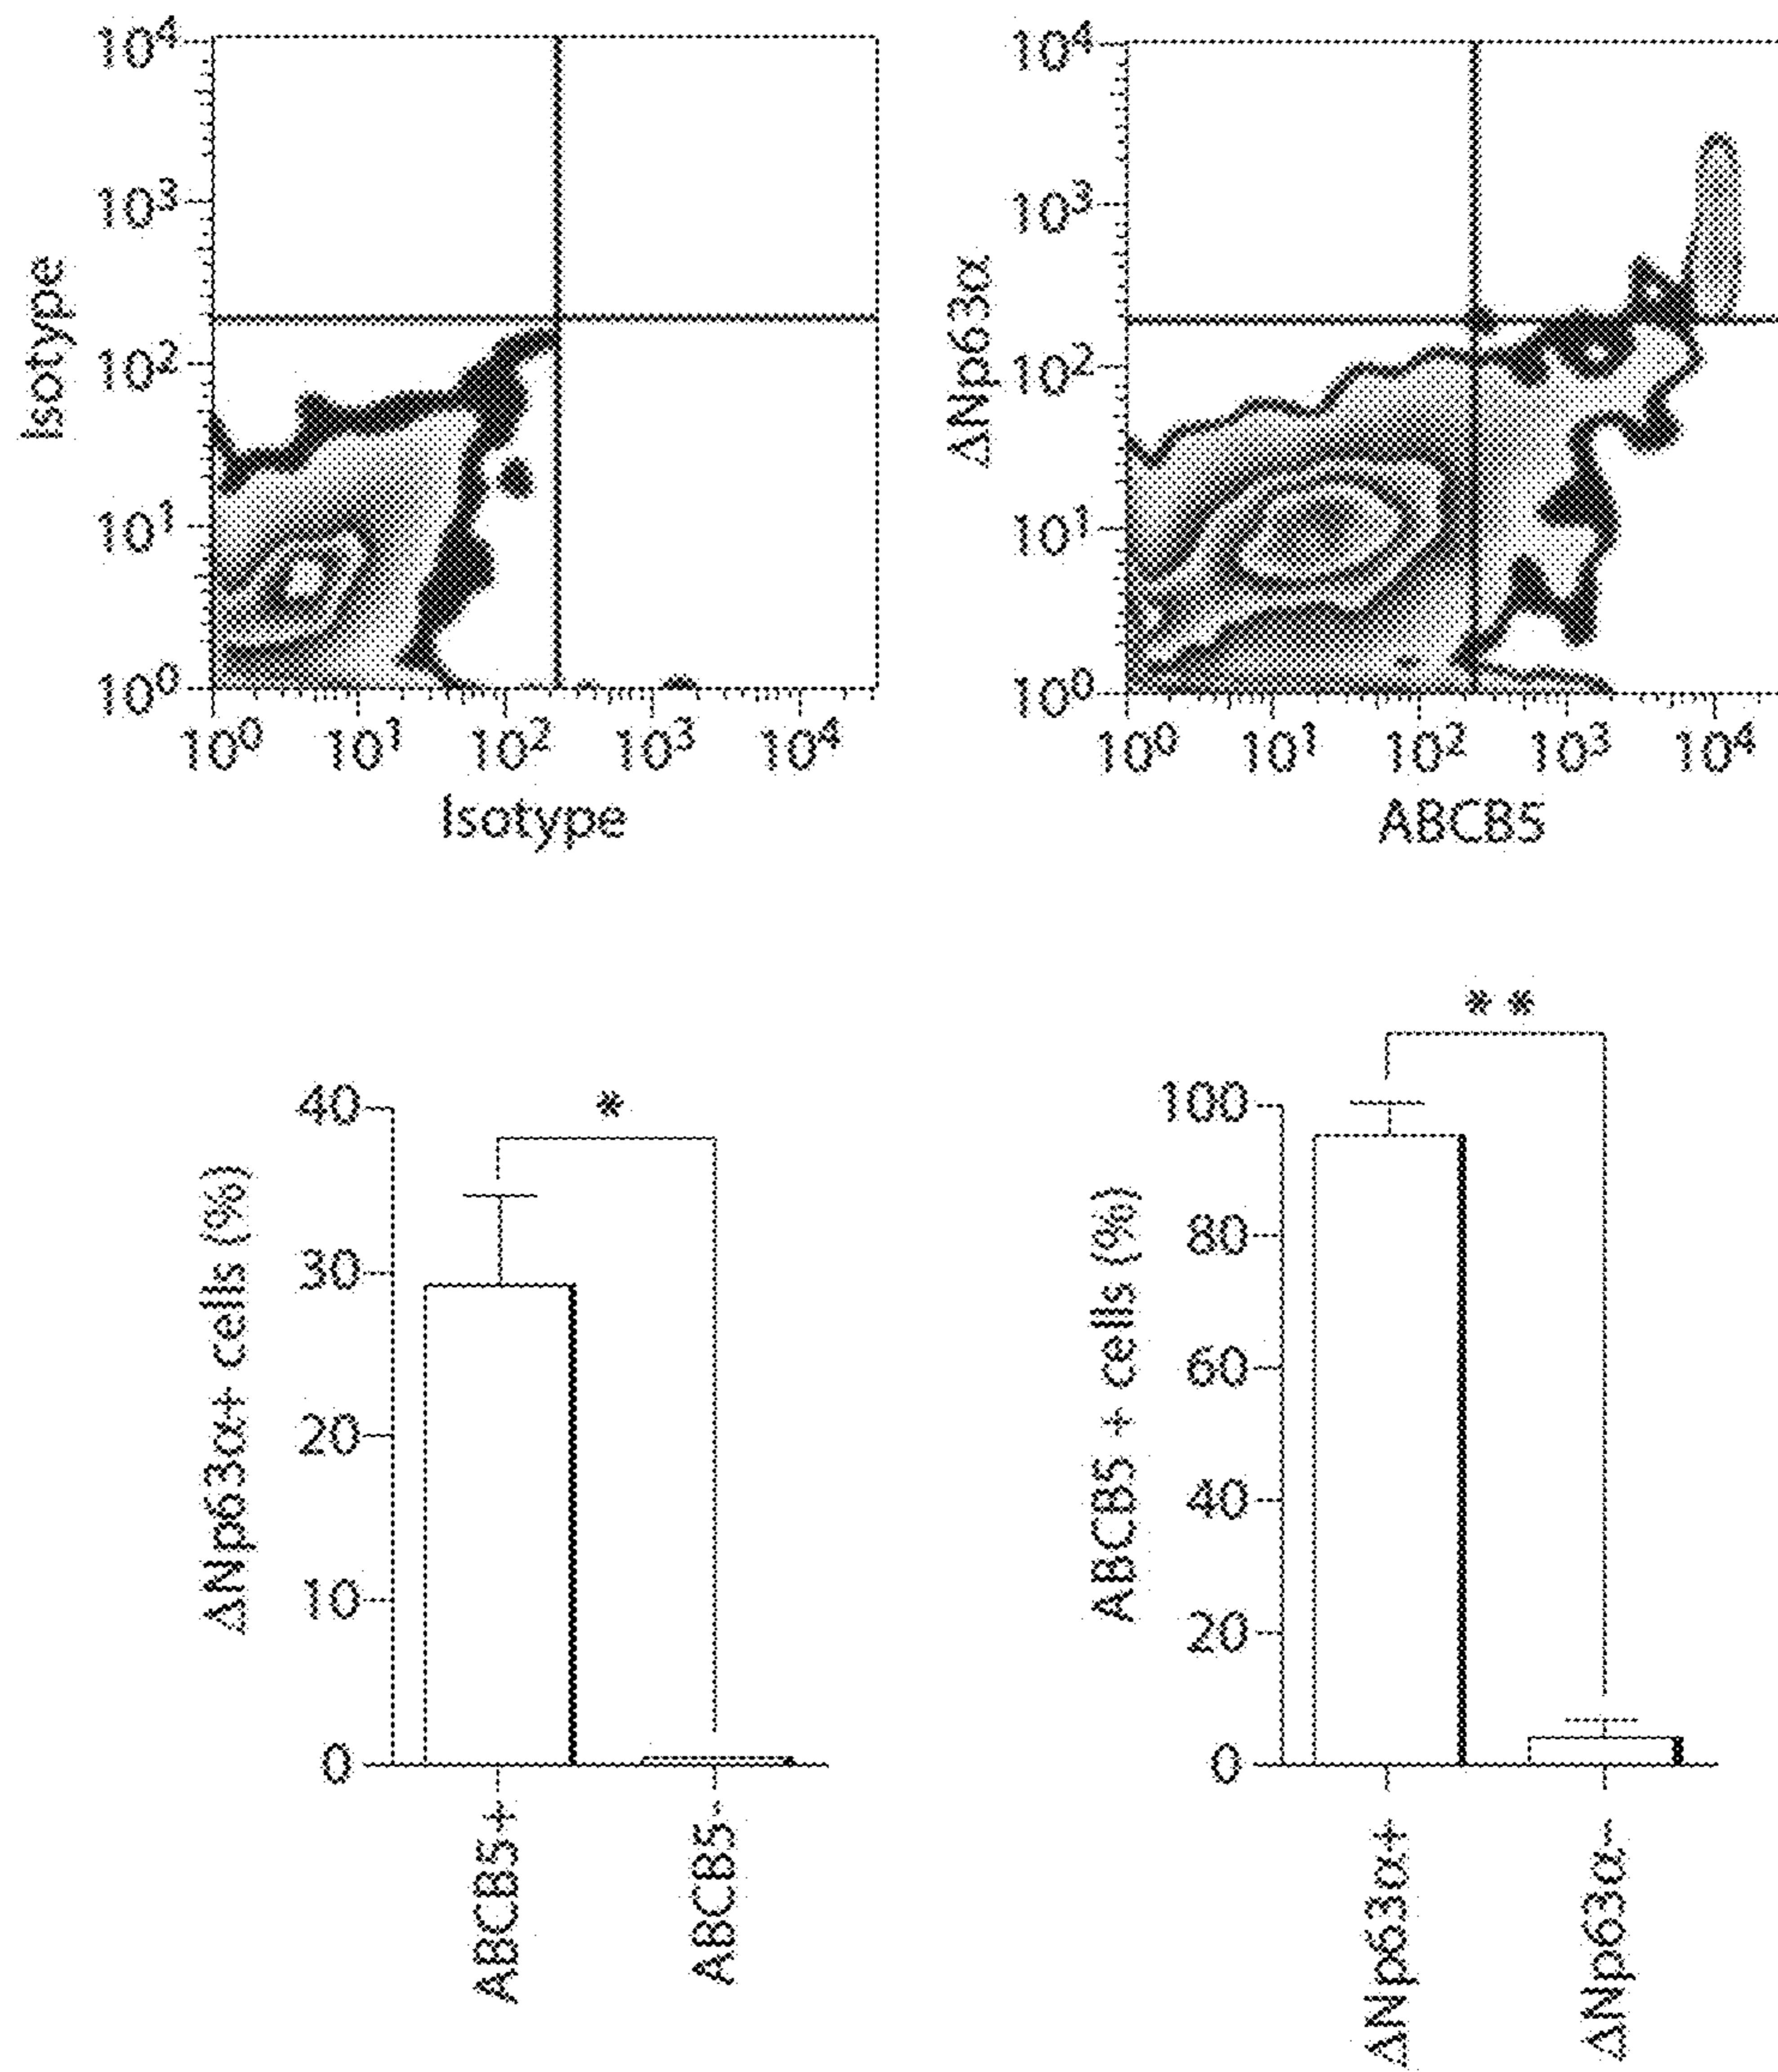 Isotype
10⁴
10³
10²
10¹
10⁰
10⁰ 10¹ 10² 10³ 10⁴
Isotype
ΔNp63α
10⁴
10³
10²
10¹
10⁰
10⁰ 10¹ 10² 10³ 10⁴
ABCB5
ΔNp63α+ cells (%)
40
30
20
10
0
*
ABCB5+
ABCB5-
ABCB5 + cells (%)
100
80
60
40
20
0
**
ΔNp63α+
ΔNp63α-